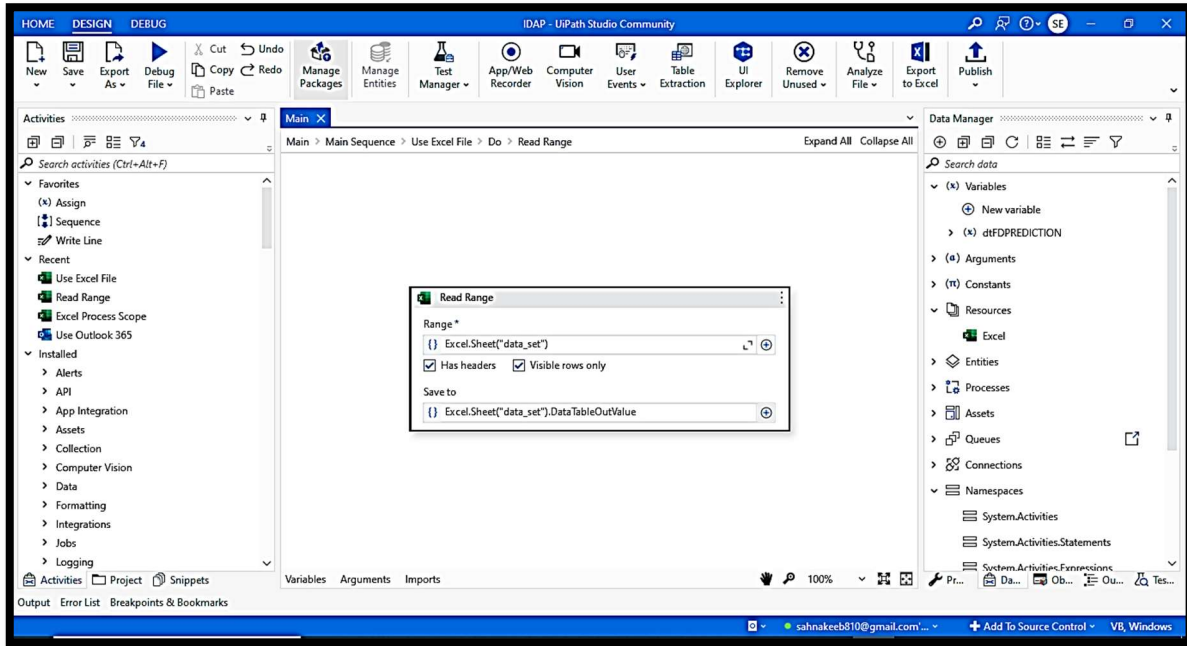 HOME DESIGN DEBUG
IDAP - UiPath Studio Community
SE
New
Save
Export As
Debug File
Cut
Copy
Paste
Undo
Redo
Manage Packages
Manage Entities
Test Manager
App/Web Recorder
Computer Vision
User Events
Table Extraction
UI Explorer
Remove Unused
Analyze File
Export to Excel
Publish
Activities
Search activities (Ctrl+Alt+F)
Favorites
Assign
Sequence
Write Line
Recent
Use Excel File
Read Range
Excel Process Scope
Use Outlook 365
Installed
Alerts
API
App Integration
Assets
Collection
Computer Vision
Data
Formatting
Integrations
Jobs
Logging
Activities Project Snippets
Main
Main > Main Sequence > Use Excel File > Do > Read Range
Expand All Collapse All
Read Range
Range *
{} Excel.Sheet("data_set")
Has headers Visible rows only
Save to
{} Excel.Sheet("data_set").DataTableOutValue
Variables Arguments Imports
100%
Data Manager
Search data
(x) Variables
New variable
(x) dtFDPREDICTION
(a) Arguments
(π) Constants
Resources
Excel
Entities
Processes
Assets
Queues
Connections
Namespaces
System.Activities
System.Activities.Statements
System.Activities.Expressions
Pr... Da... Ob... Ou... Tes...
Output Error List Breakpoints & Bookmarks
sahnakeeb810@gmail.com'...
Add To Source Control
VB, Windows